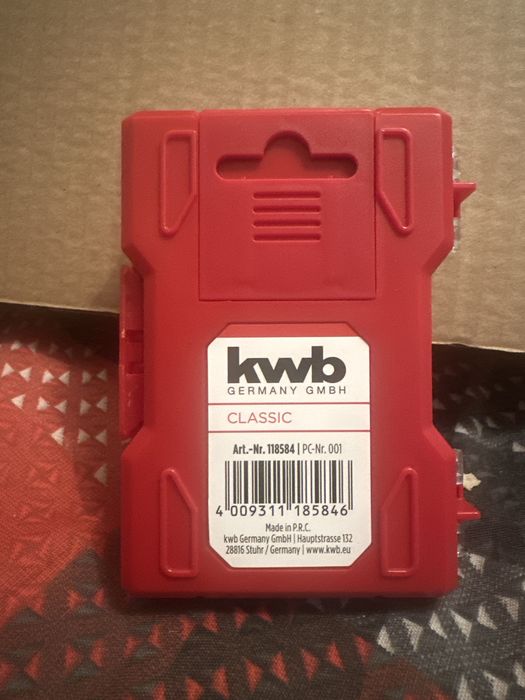 kwb
GERMANY GMBH
CLASSIC
Art.-Nr. 118584 | PC-Nr. 001
4 009311 185846
Made in P.R.C.
kwb Germany GmbH | Hauptstrasse 132
28816 Stuhr / Germany | www.kwb.eu